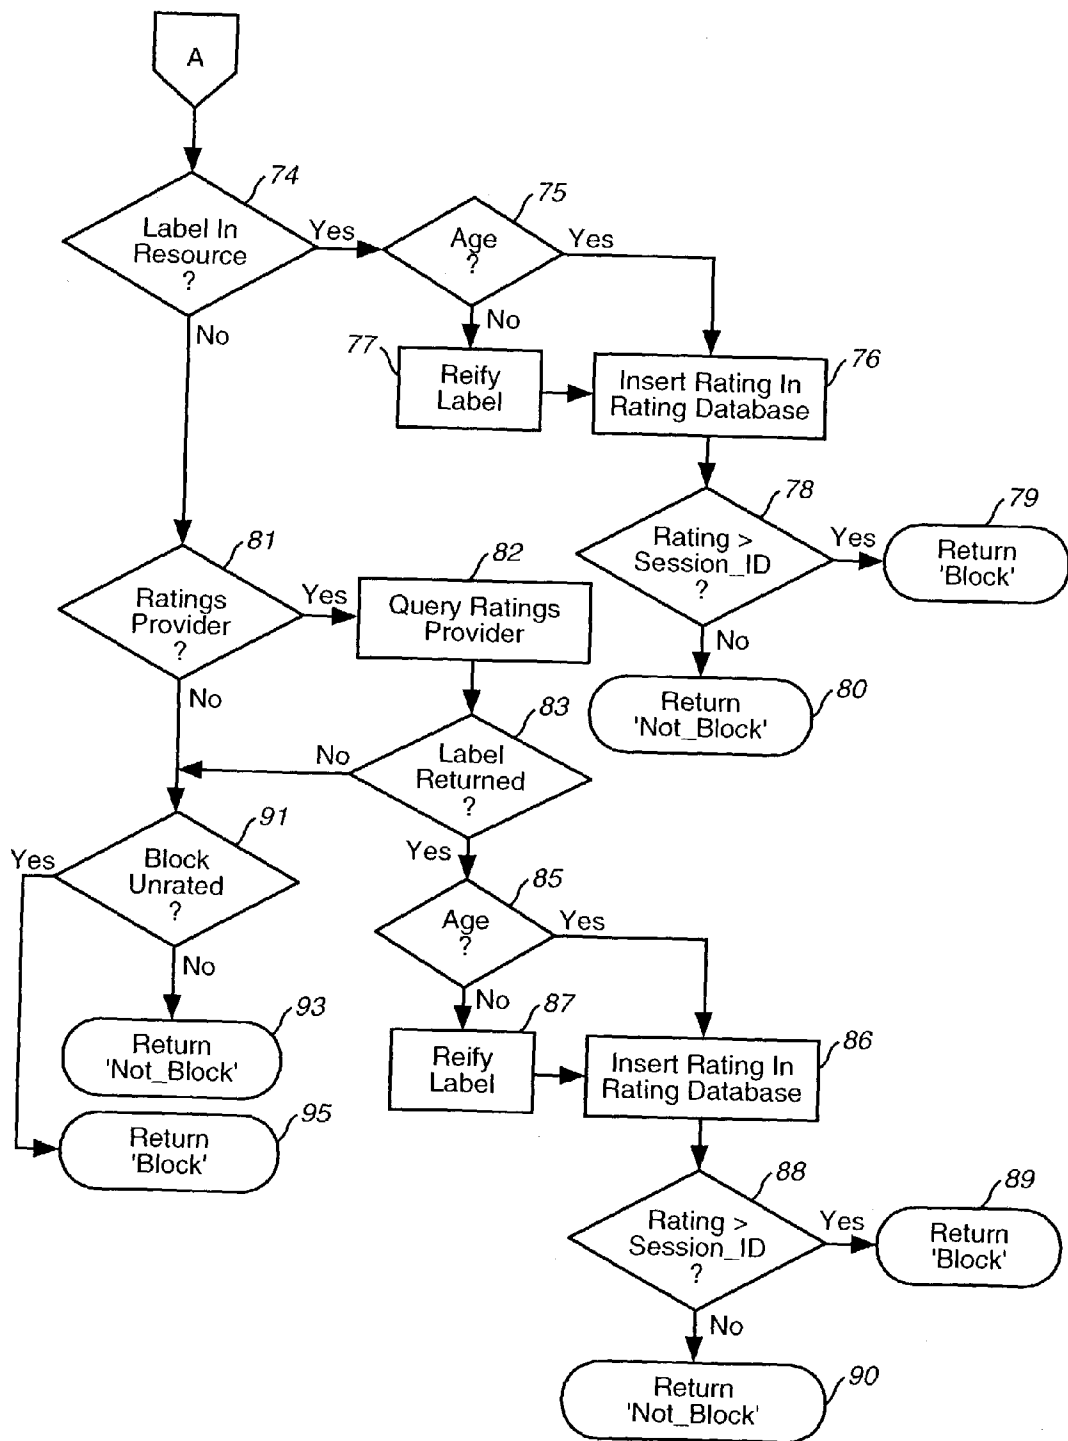 A
74
Label In
Resource
?
Yes
No
75
Age
?
Yes
No
77
Reify
Label
76
Insert Rating In
Rating Database
78
Rating >
Session_ID
?
Yes
No
79
Return
'Block'
80
Return
'Not_Block'
81
Ratings
Provider
?
Yes
No
82
Query Ratings
Provider
83
Label
Returned
?
No
Yes
91
Block
Unrated
?
Yes
No
93
Return
'Not_Block'
95
Return
'Block'
85
Age
?
Yes
No
87
Reify
Label
86
Insert Rating In
Rating Database
88
Rating >
Session_ID
?
Yes
No
89
Return
'Block'
90
Return
'Not_Block'